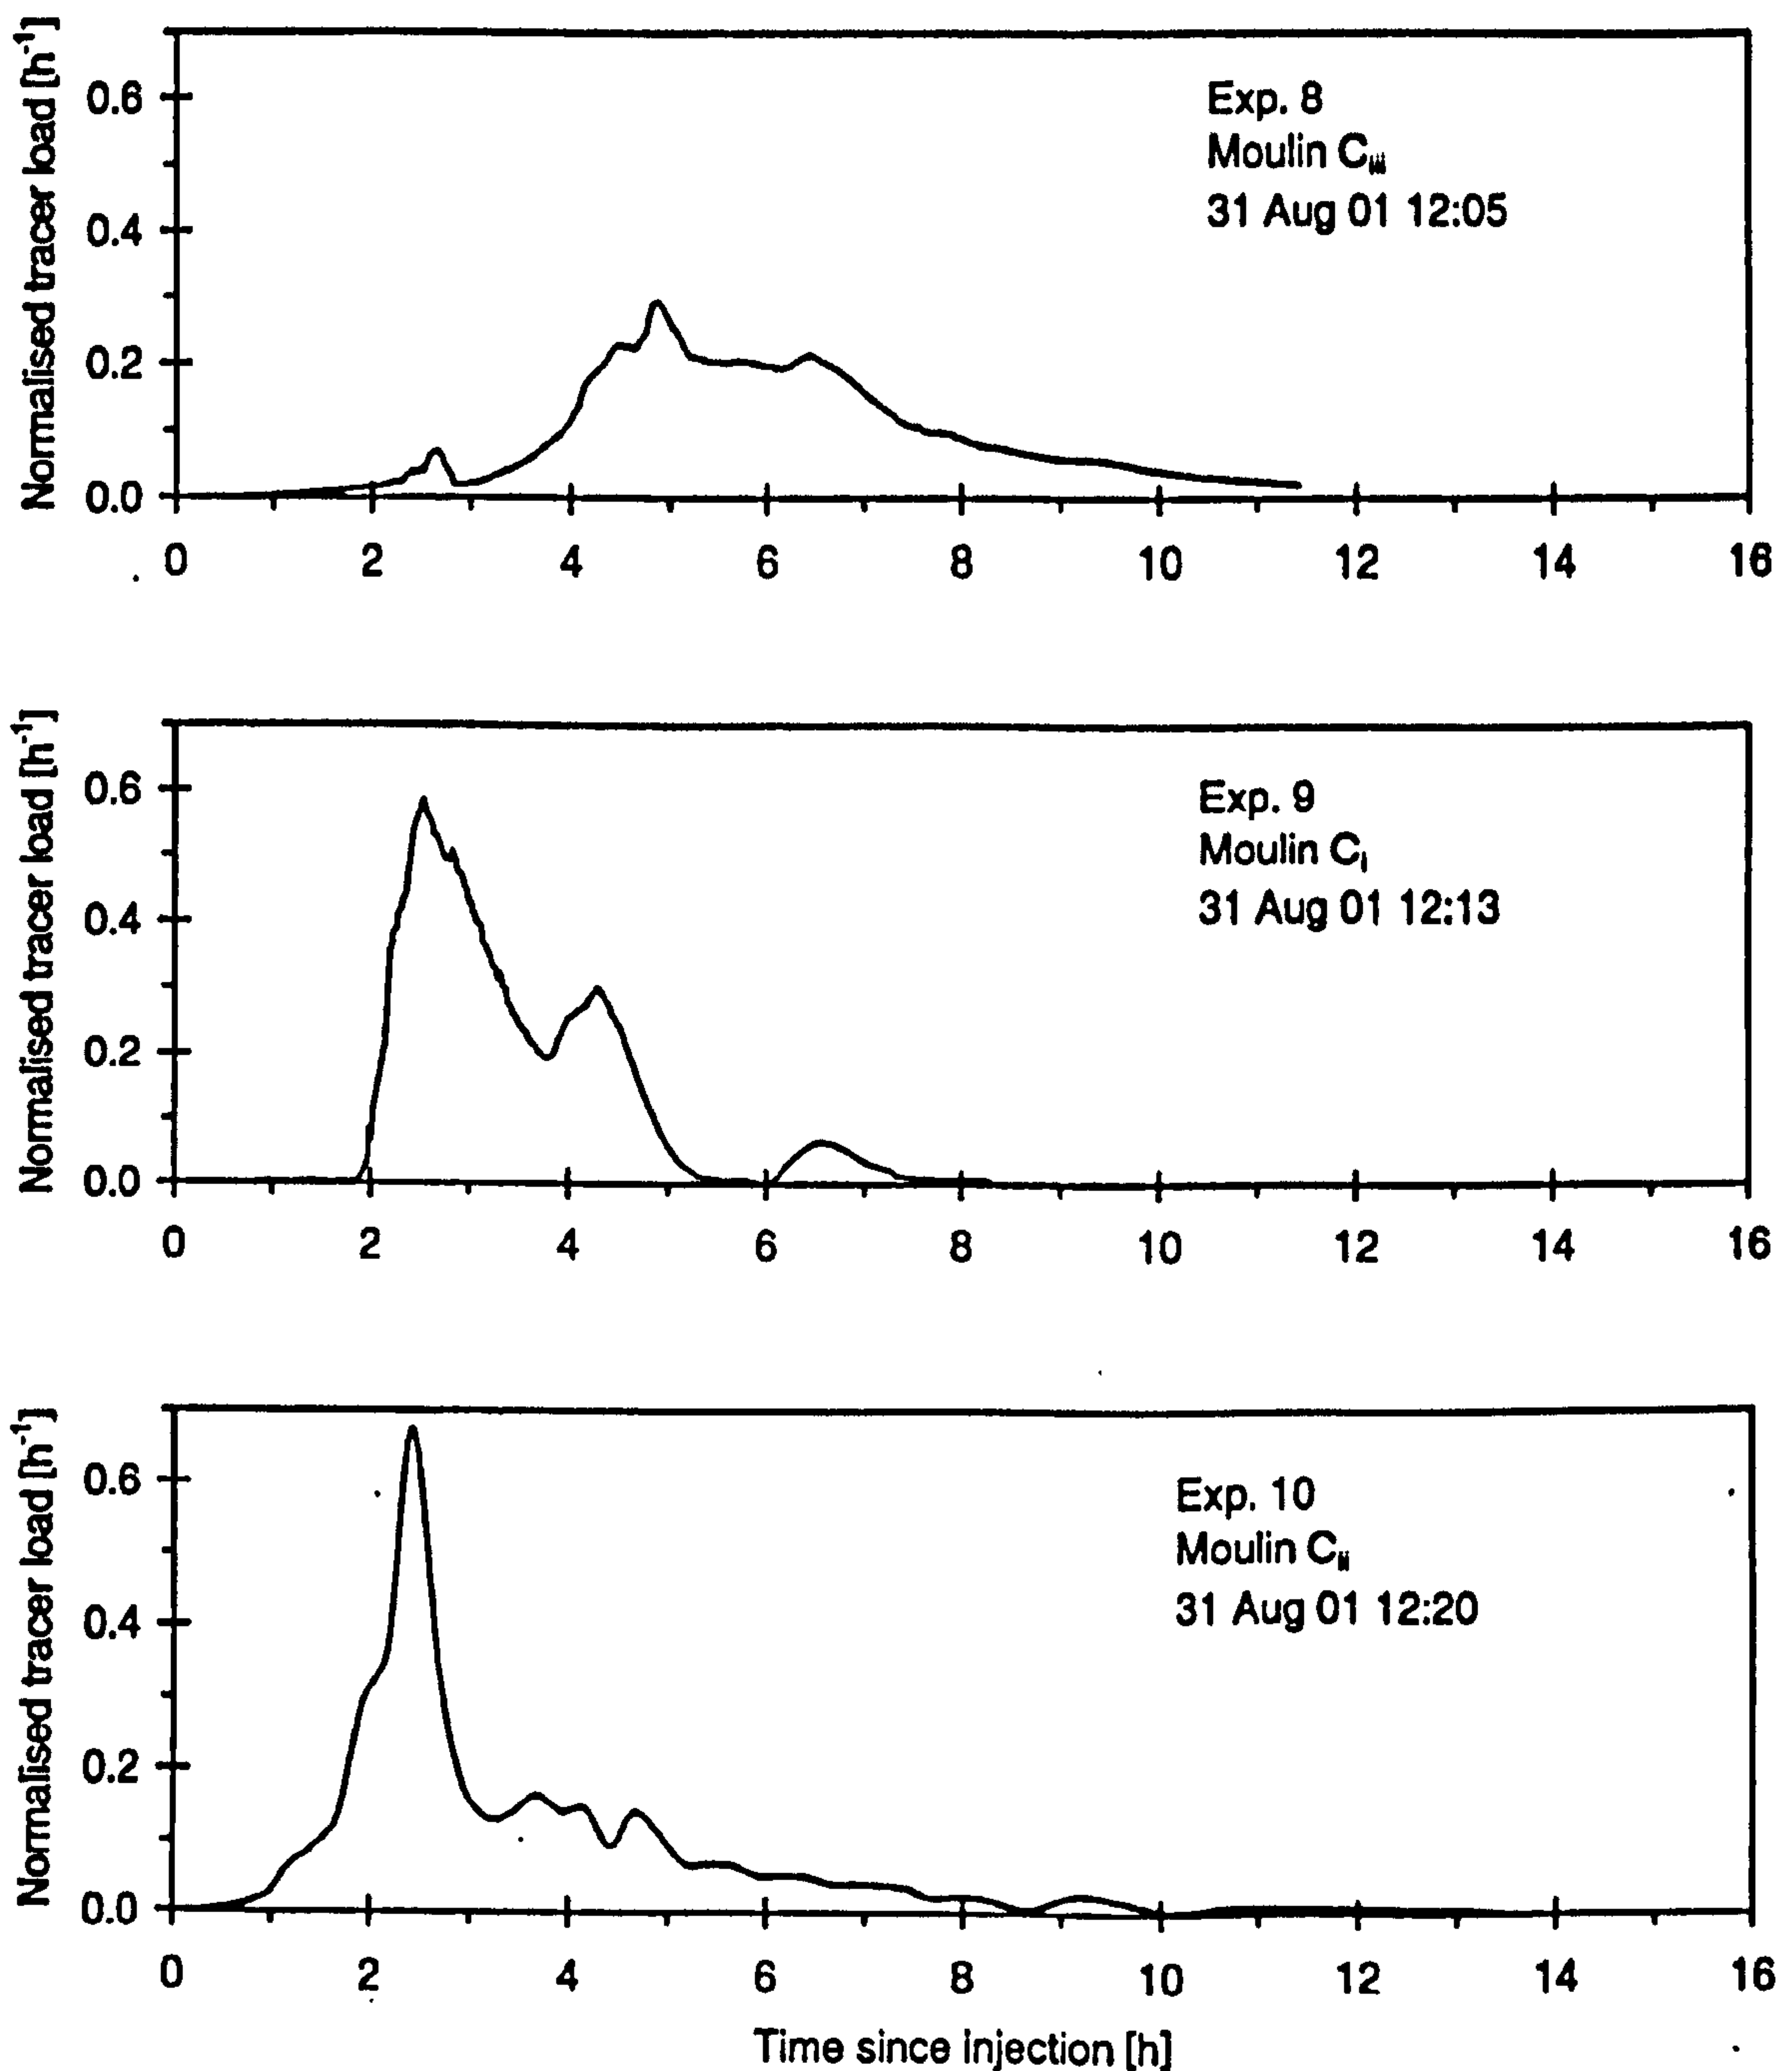 Normalised tracer load [h⁻¹]
0.6
0.4
0.2
0.0
Exp. 8
Moulin Cᵢᵢᵢ
31 Aug 01 12:05
0 2 4 6 8 10 12 14 16
Normalised tracer load [h⁻¹]
0.6
0.4
0.2
0.0
Exp. 9
Moulin Cᵢ
31 Aug 01 12:13
0 2 4 6 8 10 12 14 16
Normalised tracer load [h⁻¹]
0.6
0.4
0.2
0.0
Exp. 10
Moulin Cᵢᵢ
31 Aug 01 12:20
0 2 4 6 8 10 12 14 16
Time since injection [h]